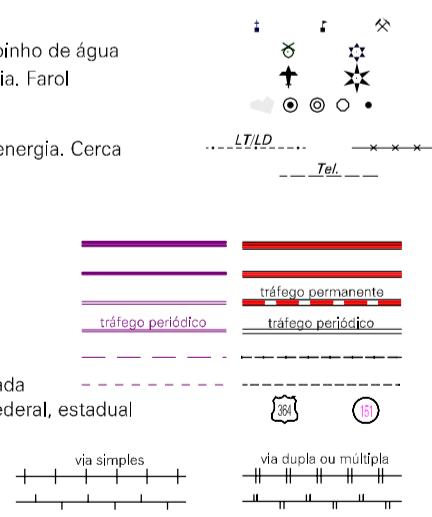 pinho de água
ia. Farol
energia. Cerca
LT/LD
Tel.
tráfego permanente
tráfego periódico
tráfego periódico
ada
ederal, estadual
364
151
via simples
via dupla ou múltipla